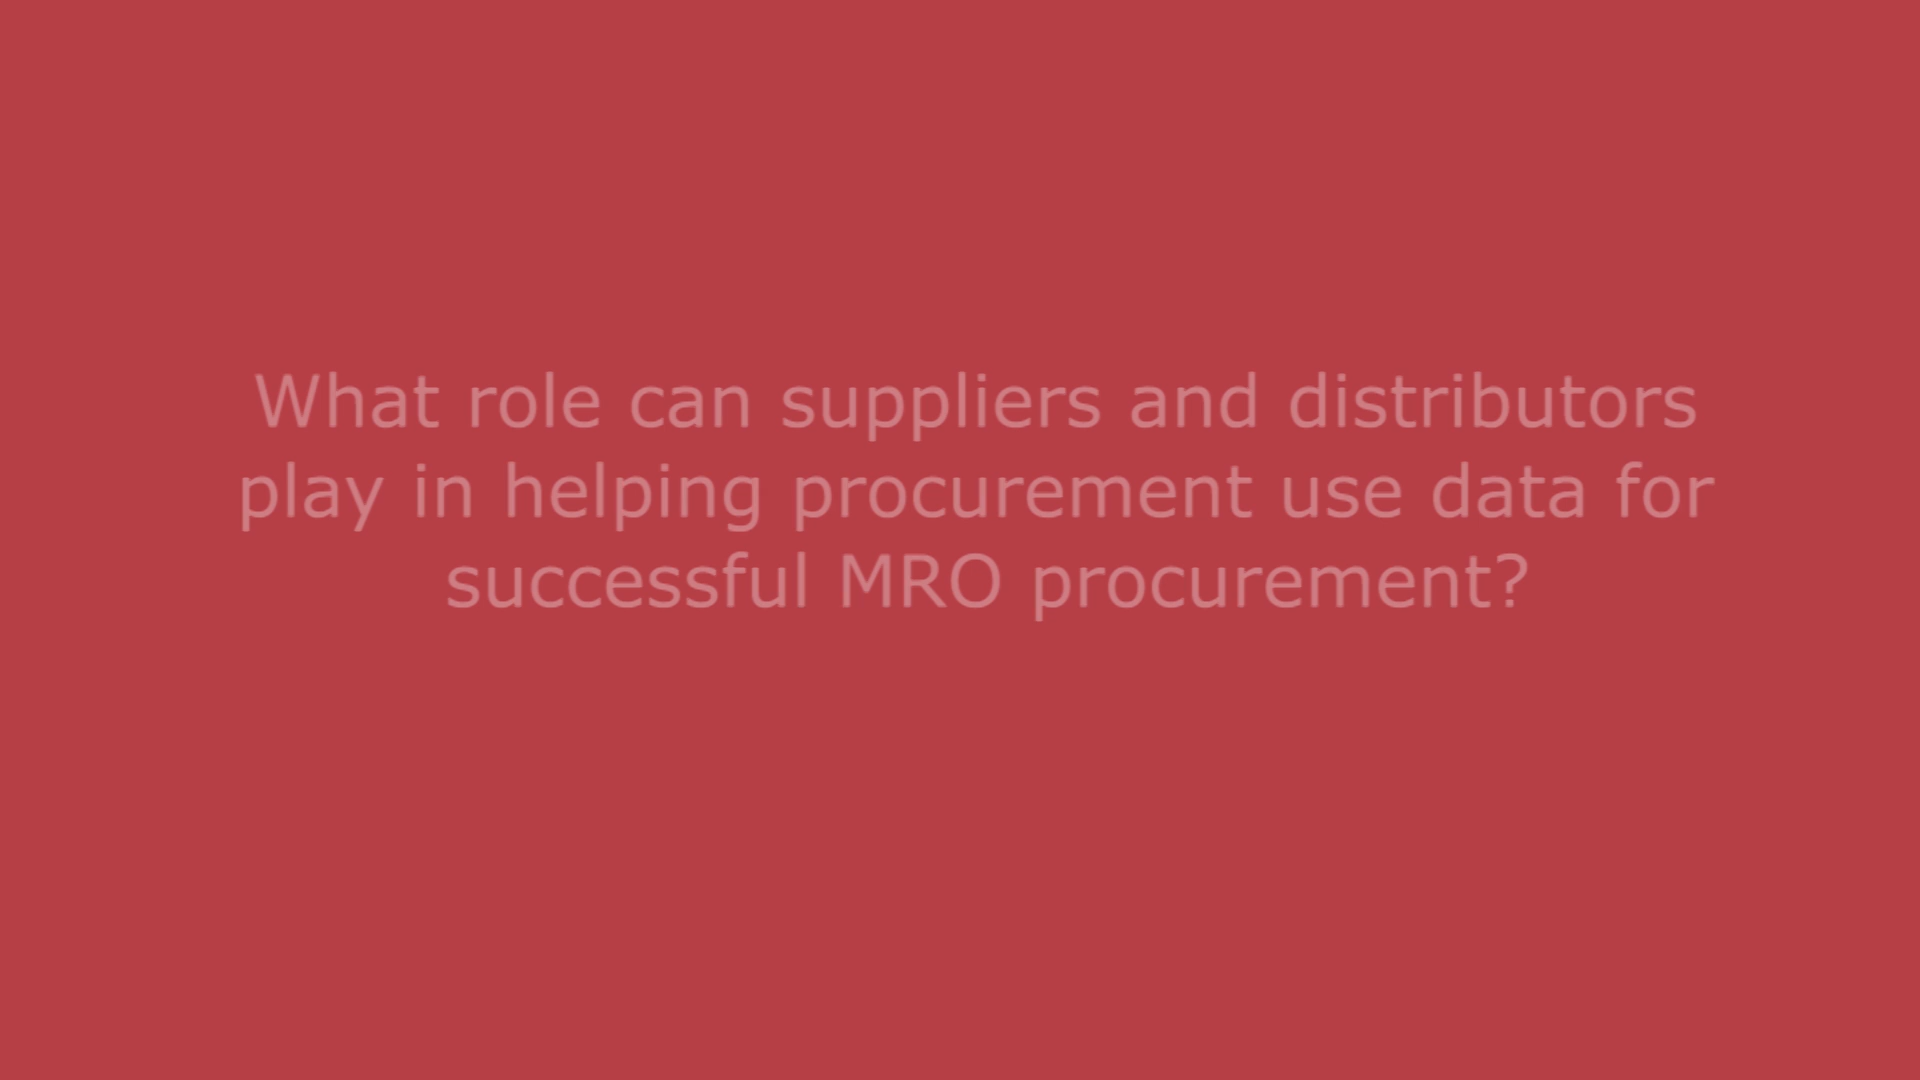 What role can suppliers and distributors
play in helping procurement use data for
successful MRO procurement?